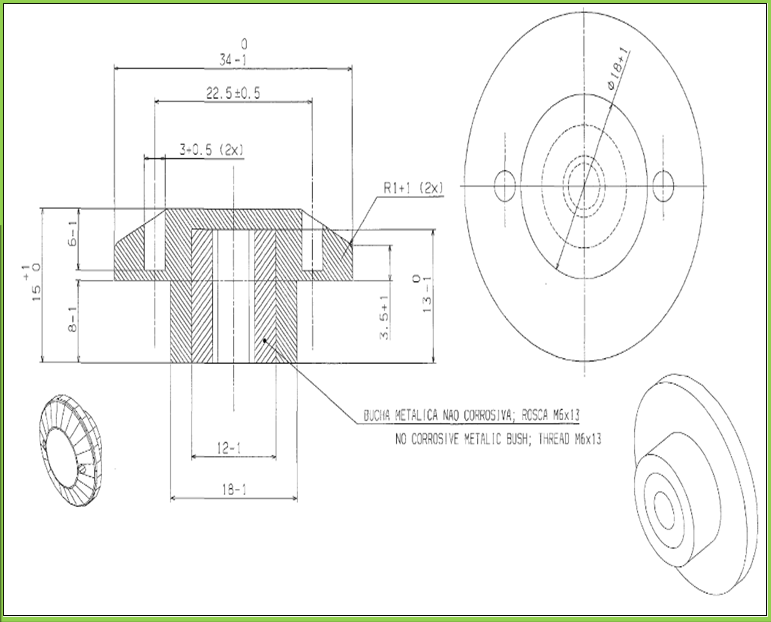 0
34-1
22.5±0.5
3+0.5 (2x)
R1+1 (2x)
Φ18+1
6-1
+1
15 0
8-1
3.5+1
0
13-1
BUCHA METALICA NAO CORROSIVA; ROSCA M6x13
NO CORROSIVE METALIC BUSH; THREAD M6x13
12-1
18-1